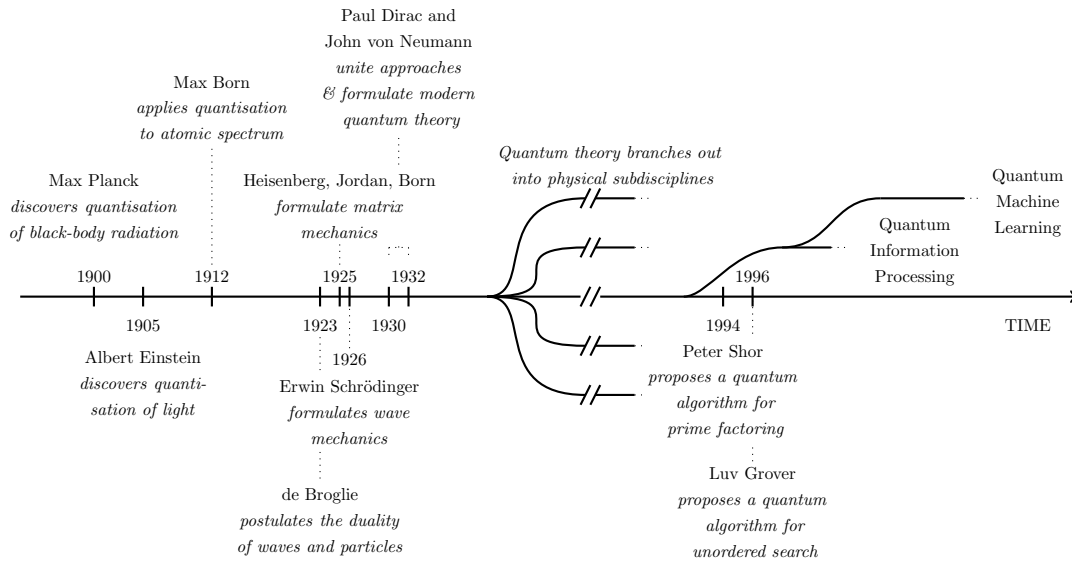 Paul Dirac and
John von Neumann
unite approaches
& formulate modern
quantum theory
Max Born
applies quantisation
to atomic spectrum
Quantum theory branches out
into physical subdisciplines
Max Planck
discovers quantisation
of black-body radiation
Heisenberg, Jordan, Born
formulate matrix
mechanics
Quantum
Machine
Learning
Quantum
Information
Processing
1900
1912
1925
1932
1996
1905
1923
1930
1994
TIME
1926
Albert Einstein
discovers quanti-
sation of light
Erwin Schrödinger
formulates wave
mechanics
Peter Shor
proposes a quantum
algorithm for
prime factoring
de Broglie
postulates the duality
of waves and particles
Luv Grover
proposes a quantum
algorithm for
unordered search